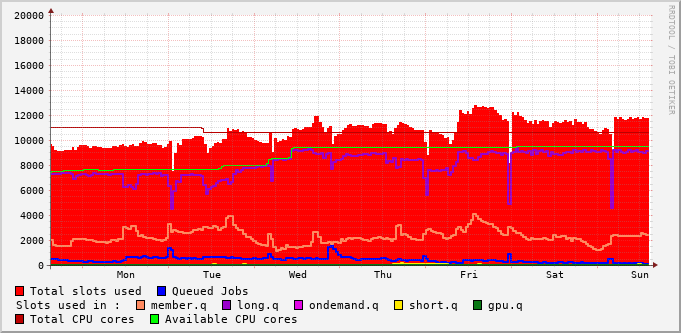 RRDTOOL / TOBI OETIKER
20000
18000
16000
14000
12000
10000
8000
6000
4000
2000
0
Mon Tue Wed Thu Fri Sat Sun
Total slots used Queued Jobs
Slots used in : member.q long.q ondemand.q short.q gpu.q
Total CPU cores Available CPU cores